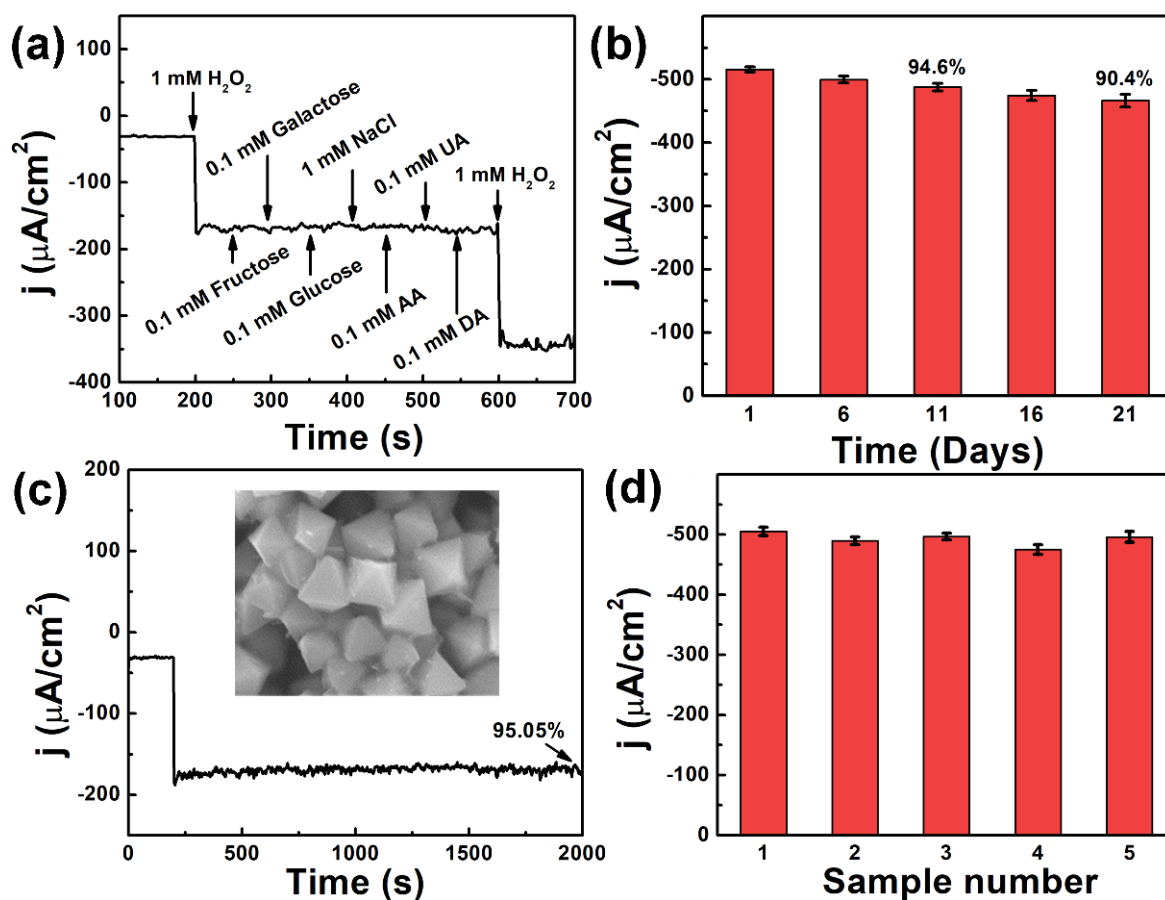 (a)
100
0
-100
-200
-300
-400
j (μA/cm²)
1 mM H₂O₂
0.1 mM Galactose
1 mM NaCl
0.1 mM UA
1 mM H₂O₂
0.1 mM Fructose
0.1 mM Glucose
0.1 mM AA
0.1 mM DA
100 200 300 400 500 600 700
Time (s)
(b)
-500
-400
-300
-200
-100
0
j (μA/cm²)
94.6%
90.4%
1 6 11 16 21
Time (Days)
(c)
200
100
0
-100
-200
j (μA/cm²)
95.05%
0 500 1000 1500 2000
Time (s)
(d)
-500
-400
-300
-200
-100
0
j (μA/cm²)
1 2 3 4 5
Sample number